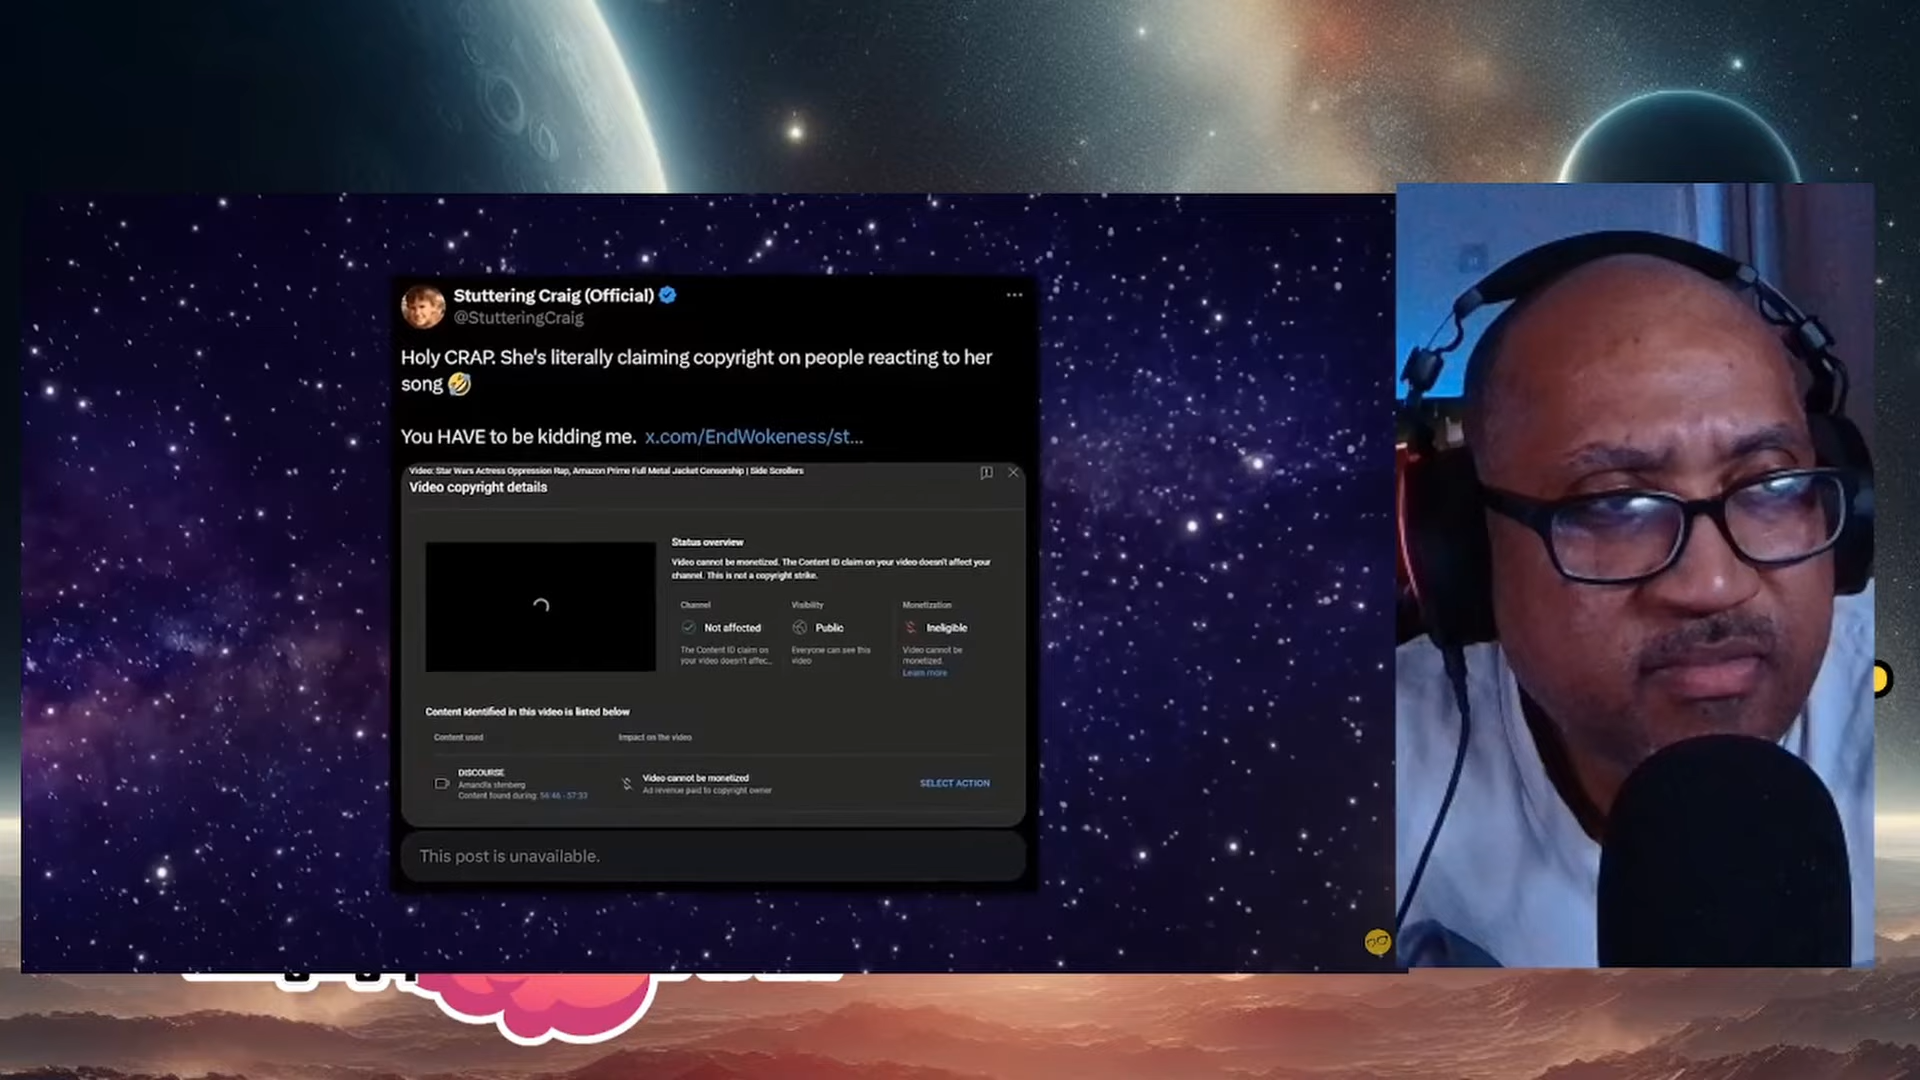 Stuttering Craig (Official)
@StutteringCraig
Holy CRAP. She's literally claiming copyright on people reacting to her
song 🤣
You HAVE to be kidding me. x.com/EndWokeness/st...
Video: Star Wars Actress Oppression Rap, Amazon Prime Full Metal Jacket Censorship | Side Scrollers
Video copyright details
Status overview
Video cannot be monetized. The Content ID claim on your video doesn't affect your
channel. This is not a copyright strike.
Channel Visibility Monetization
Not affected Public Ineligible
The Content ID claim on Everyone can see this Video cannot be
your video doesn't affec... video monetized.
Learn more
Content identified in this video is listed below
Content used Impact on the video
DISCOURSE
Amandla stenberg
Content found during: 54:46 - 57:33
Video cannot be monetized
Ad revenue paid to copyright owner
SELECT ACTION
This post is unavailable.